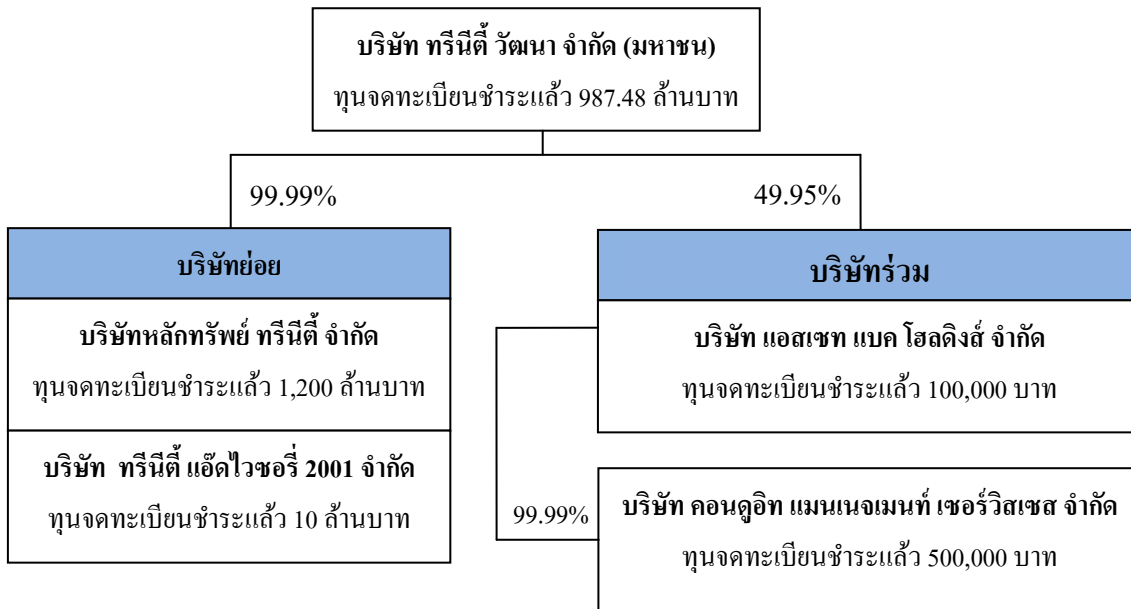 บริษัท ทรีนีตี้ วัฒนา จำกัด (มหาชน)
ทุนจดทะเบียนชำระแล้ว 987.48 ล้านบาท
99.99%
49.95%
บริษัทย่อย
บริษัทหลักทรัพย์ ทรีนีตี้ จำกัด
ทุนจดทะเบียนชำระแล้ว 1,200 ล้านบาท
บริษัท ทรีนีตี้ แอ๊ดไวซอรี่ 2001 จำกัด
ทุนจดทะเบียนชำระแล้ว 10 ล้านบาท
บริษัทร่วม
บริษัท แอสเซท แบค โฮลดิงส์ จำกัด
ทุนจดทะเบียนชำระแล้ว 100,000 บาท
99.99%
บริษัท คอนดูอิท แมนเนจเมนท์ เซอร์วิสเซส จำกัด
ทุนจดทะเบียนชำระแล้ว 500,000 บาท